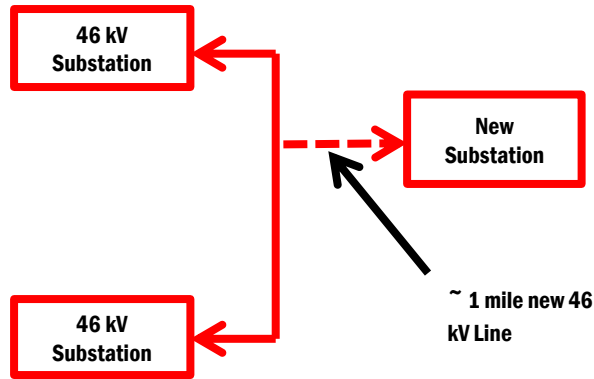 46 kV
Substation
New
Substation
~ 1 mile new 46
kV Line
46 kV
Substation